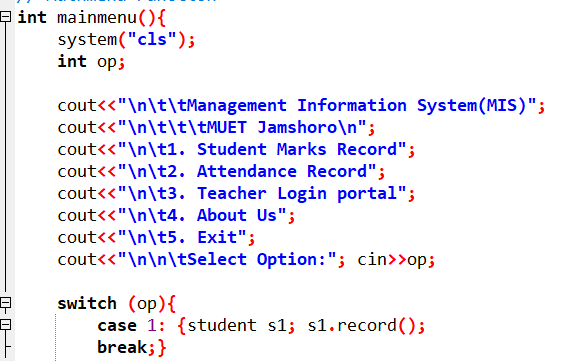 // Mainmenu Function
int mainmenu(){
system("cls");
int op;
cout<<"\n\t\tManagement Information System(MIS)";
cout<<"\n\t\t\tMUET Jamshoro\n";
cout<<"\n\t1. Student Marks Record";
cout<<"\n\t2. Attendance Record";
cout<<"\n\t3. Teacher Login portal";
cout<<"\n\t4. About Us";
cout<<"\n\t5. Exit";
cout<<"\n\n\tSelect Option:"; cin>>op;
switch (op){
case 1: {student s1; s1.record();
break;}